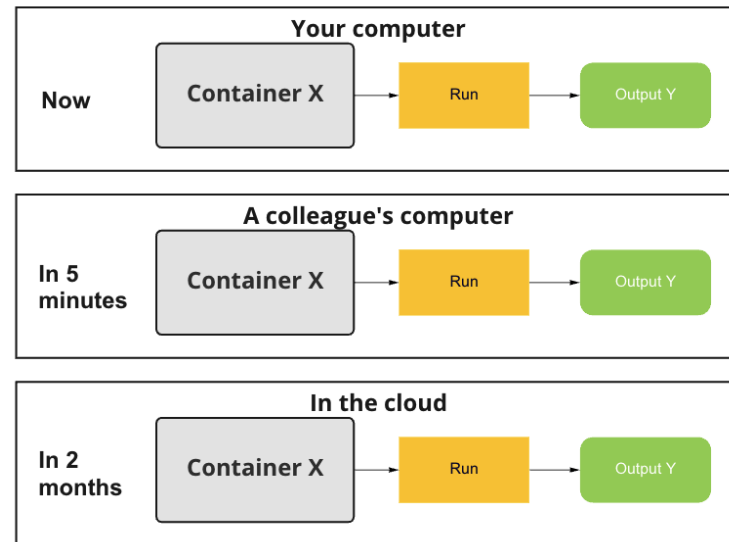 Your computer
Now
Container X
Run
Output Y
A colleague's computer
In 5
minutes
Container X
Run
Output Y
In the cloud
In 2
months
Container X
Run
Output Y